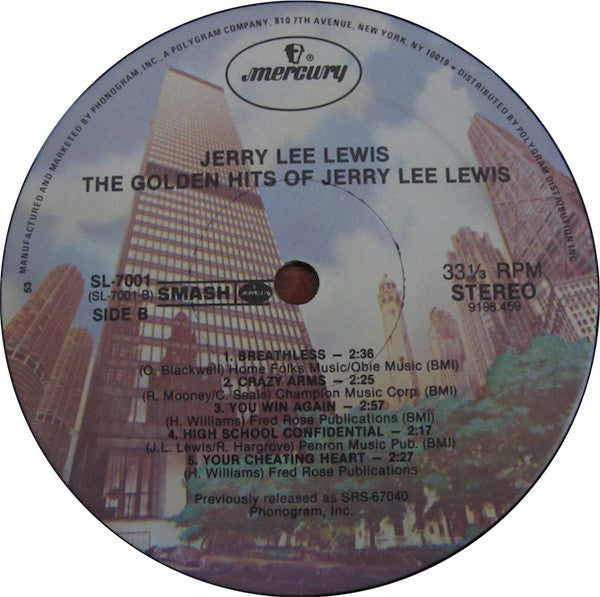 53 MANUFACTURED AND MARKETED BY PHONOGRAM, INC., A POLYGRAM COMPANY, 810 7TH AVENUE, NEW YORK, NY 10019 • DISTRIBUTED BY POLYGRAM DISTRIBUTION INC
mercury
JERRY LEE LEWIS
THE GOLDEN HITS OF JERRY LEE LEWIS
SL-7001
(SL-7001-B)
SMASH
mercury
SIDE B
33 1/3 RPM
STEREO
9198.459
1. BREATHLESS – 2:36
(O. Blackwell) Home Folks Music/Obie Music (BMI)
2. CRAZY ARMS – 2:25
(R. Mooney/C. Seals) Champion Music Corp. (BMI)
3. YOU WIN AGAIN – 2:57
(H. Williams) Fred Rose Publications (BMI)
4. HIGH SCHOOL CONFIDENTIAL – 2:17
(J.L. Lewis/R. Hargrove) Penron Music Pub. (BMI)
5. YOUR CHEATING HEART – 2:27
(H. Williams) Fred Rose Publications
Previously released as SRS-67040
Phonogram, Inc.